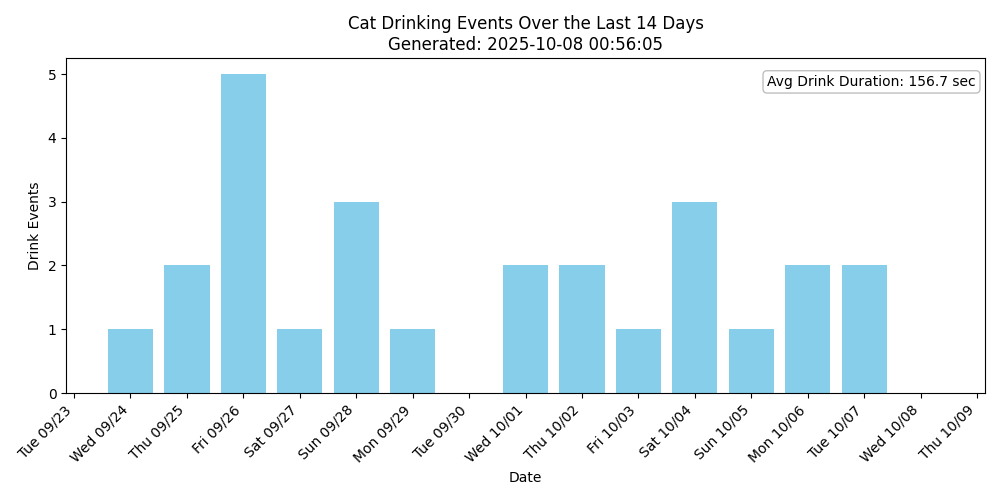 Cat Drinking Events Over the Last 14 Days
Generated: 2025-10-08 00:56:05
Avg Drink Duration: 156.7 sec
Drink Events
5
4
3
2
1
0
Tue 09/23
Wed 09/24
Thu 09/25
Fri 09/26
Sat 09/27
Sun 09/28
Mon 09/29
Tue 09/30
Wed 10/01
Thu 10/02
Fri 10/03
Sat 10/04
Sun 10/05
Mon 10/06
Tue 10/07
Wed 10/08
Thu 10/09
Date